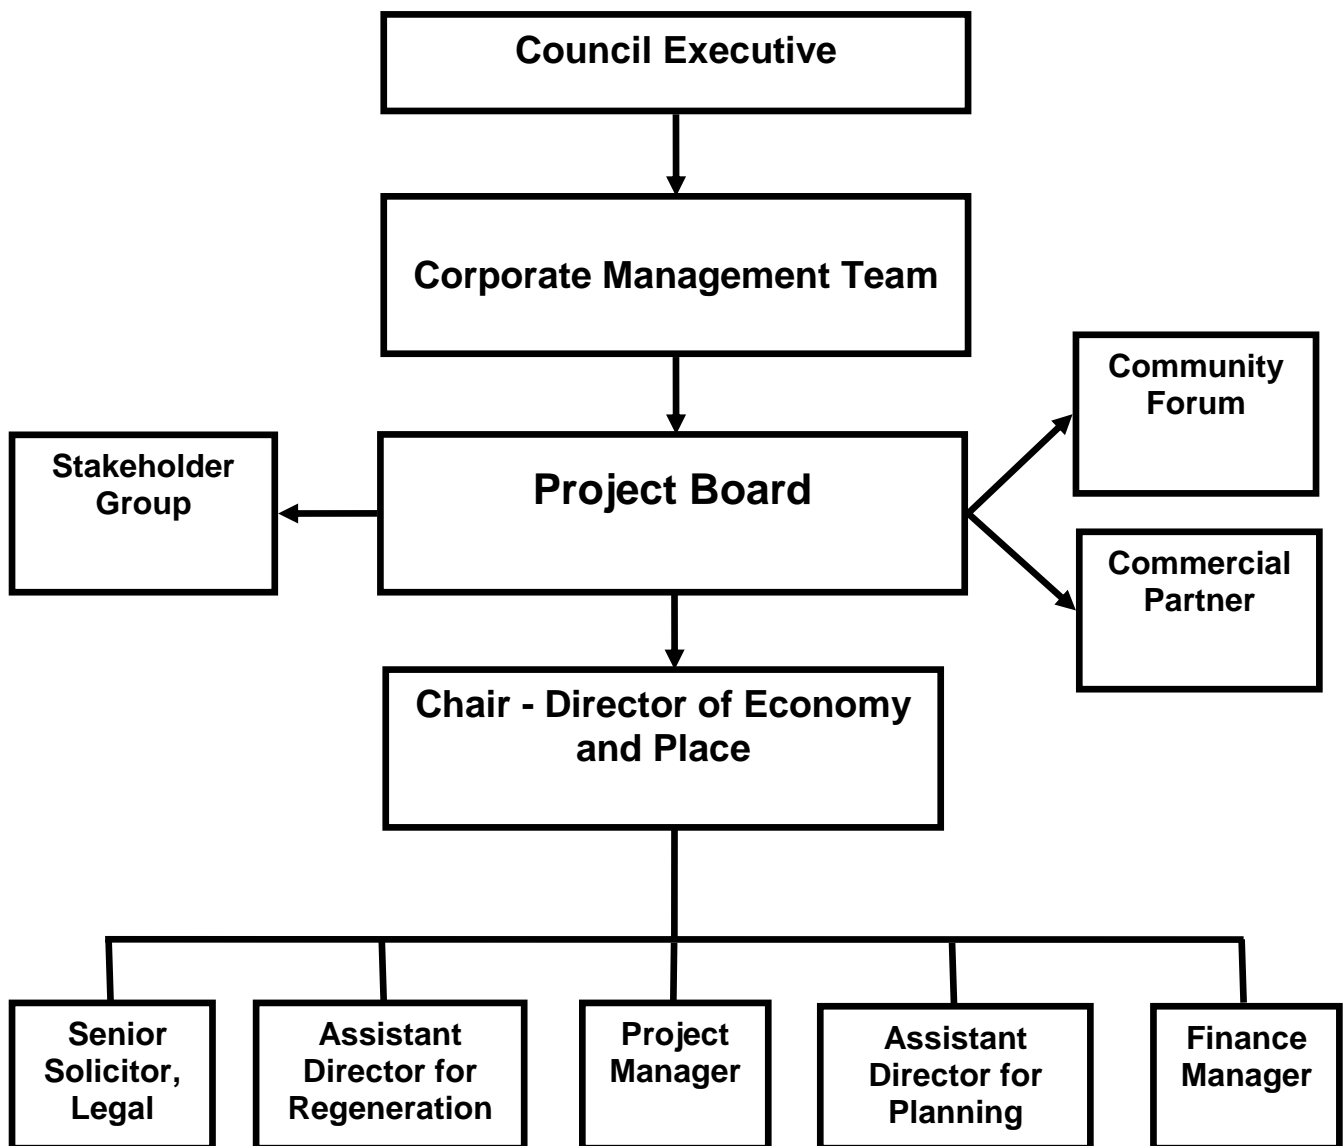 Council Executive
Corporate Management Team
Community
Forum
Stakeholder
Group
Project Board
Commercial
Partner
Chair - Director of Economy
and Place
Senior
Solicitor,
Legal
Assistant
Director for
Regeneration
Project
Manager
Assistant
Director for
Planning
Finance
Manager